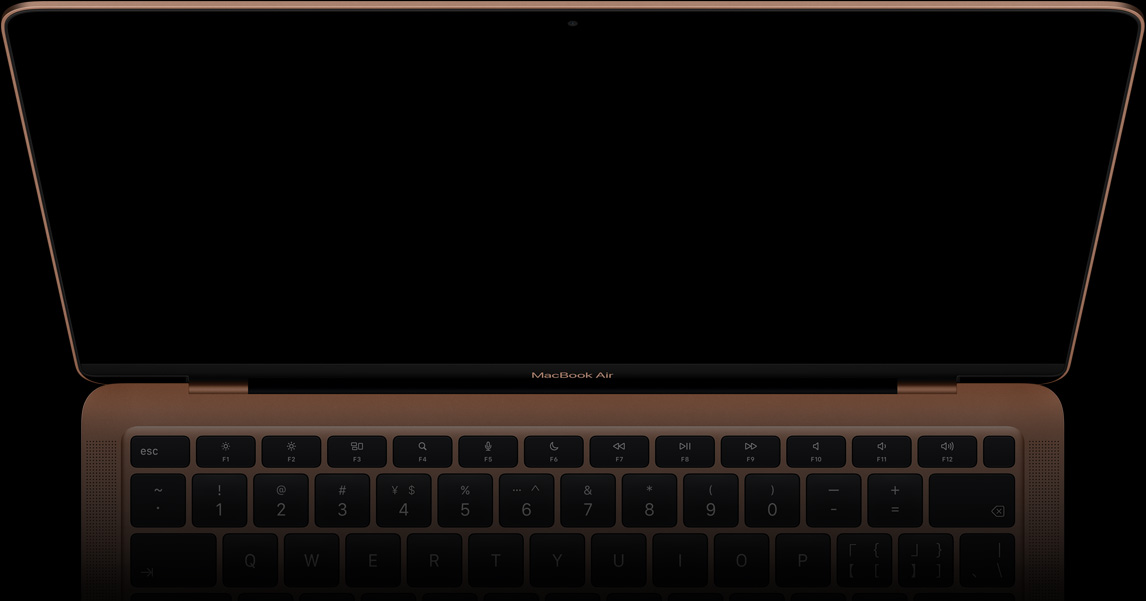 MacBook Air
esc F1 F2 F3 F4 F5 F6 F7 F8 F9 F10 F11 F12
~ ! @ # ¥ $ % … ^ & * ( ) — +
· 1 2 3 4 5 6 7 8 9 0 - =
Q W E R T Y U I O P 「 { 」 } |
【 [ 】 ] 、 \